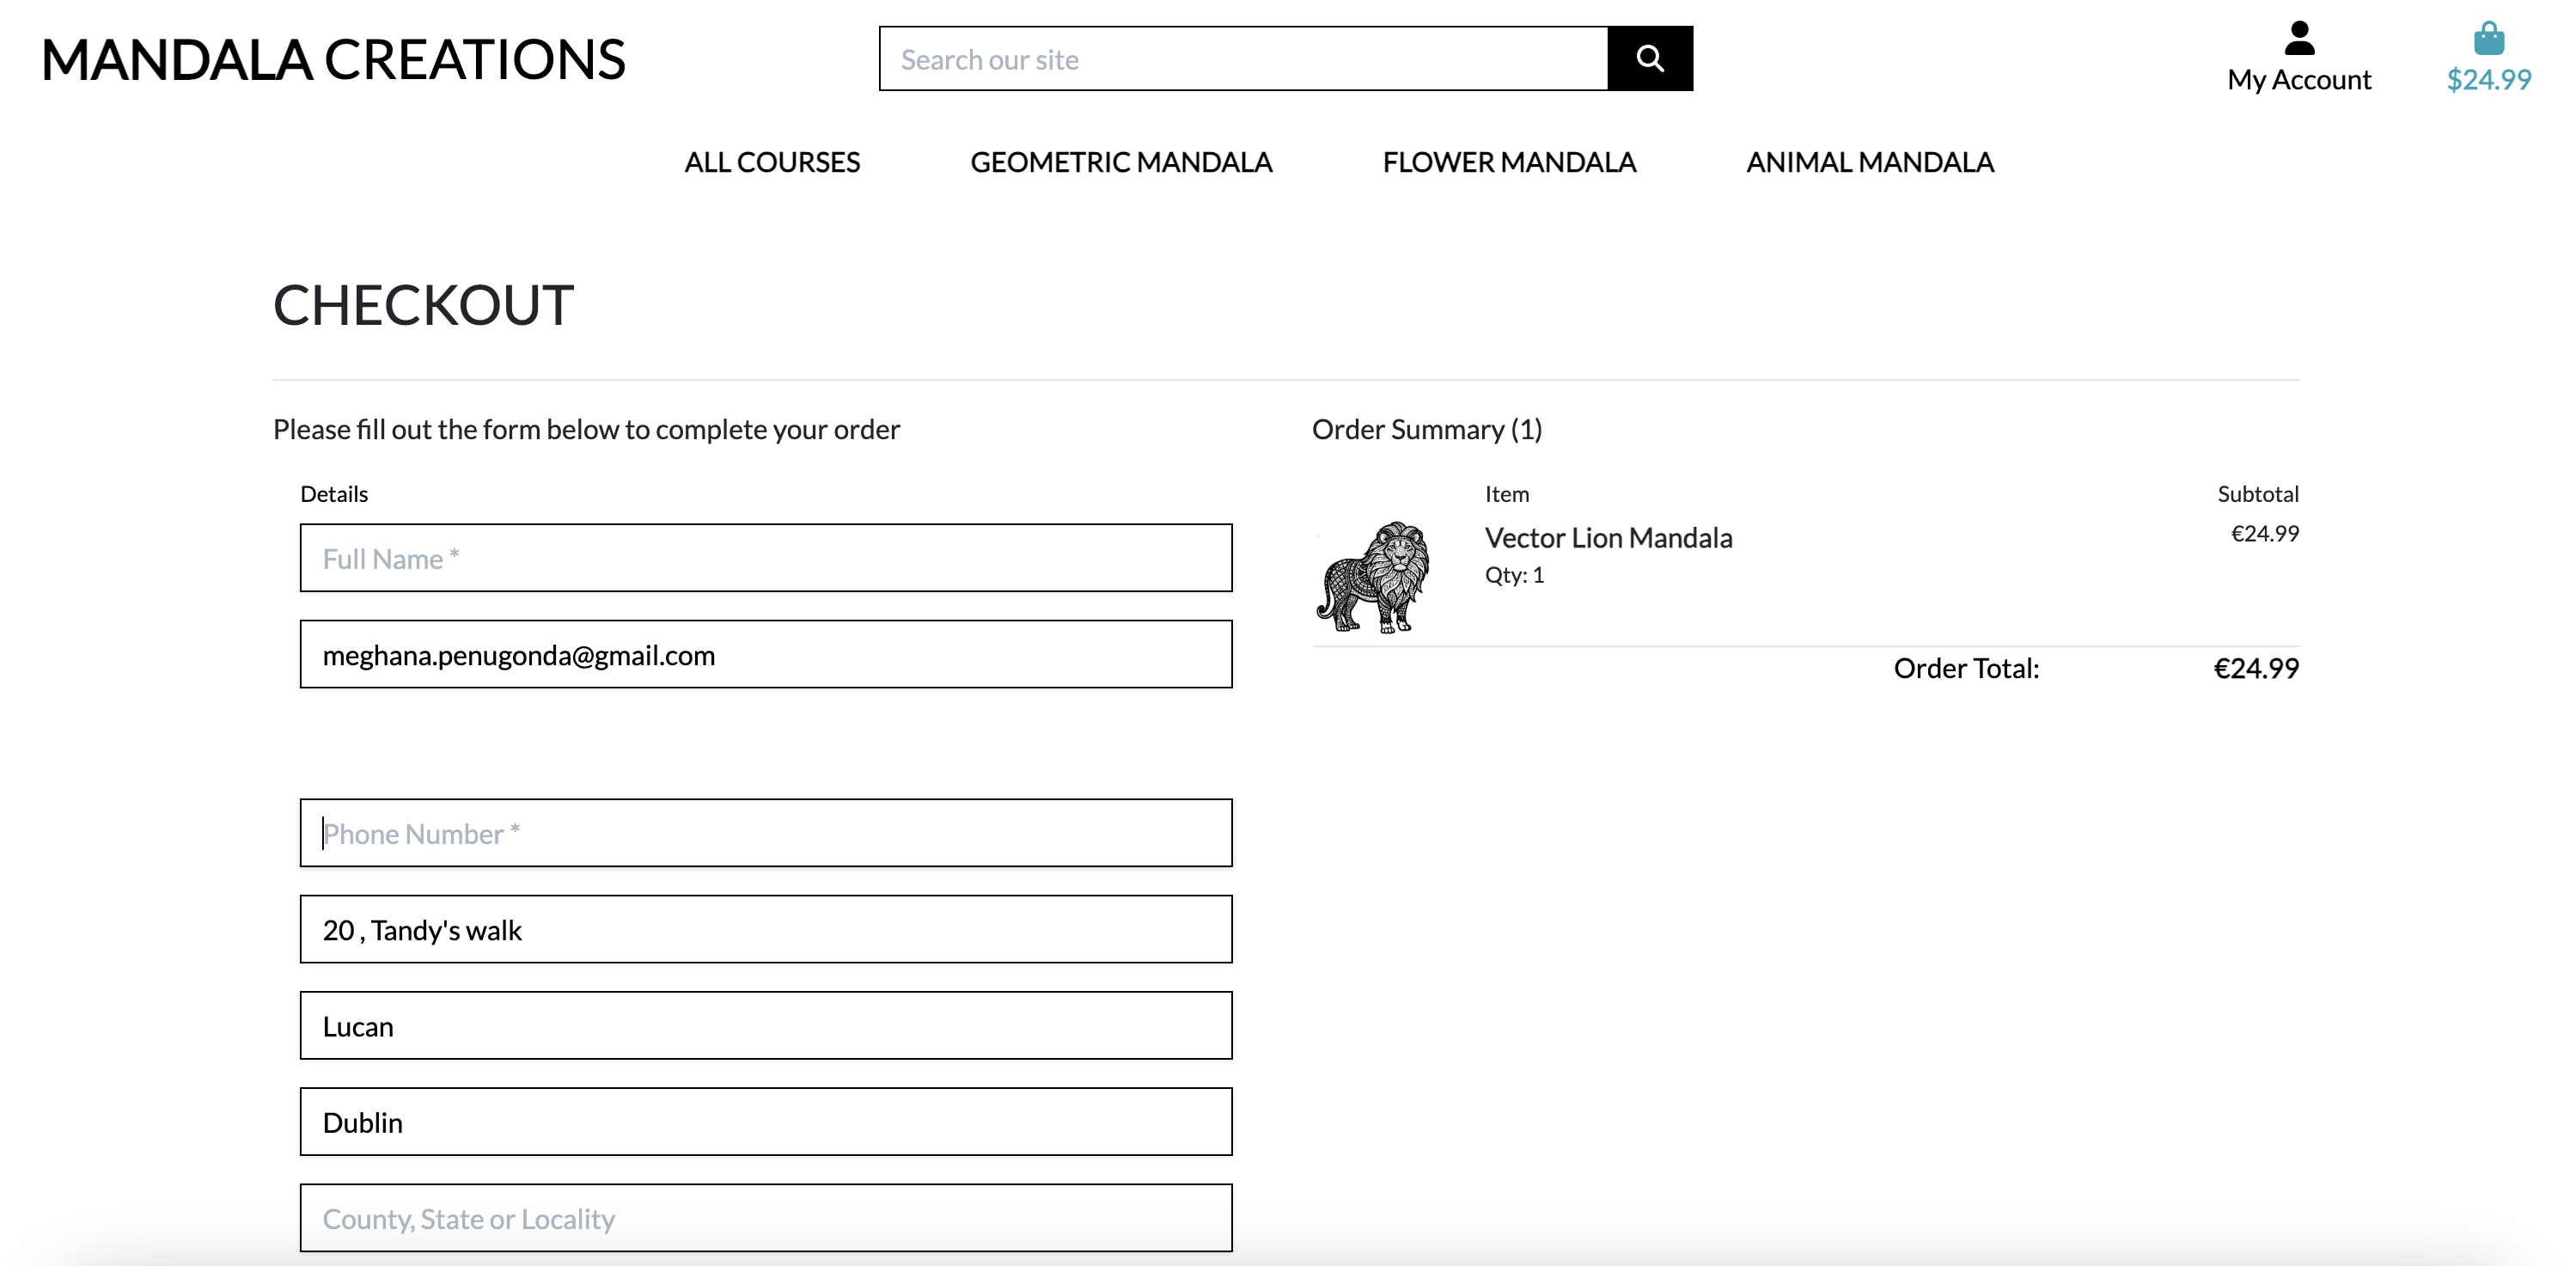 MANDALA CREATIONS
Search our site
My Account
$24.99
ALL COURSES
GEOMETRIC MANDALA
FLOWER MANDALA
ANIMAL MANDALA
CHECKOUT
Please fill out the form below to complete your order
Details
Full Name *
meghana.penugonda@gmail.com
Phone Number *
20 , Tandy's walk
Lucan
Dublin
County, State or Locality
Order Summary (1)
Item Subtotal
Vector Lion Mandala €24.99
Qty: 1
Order Total: €24.99